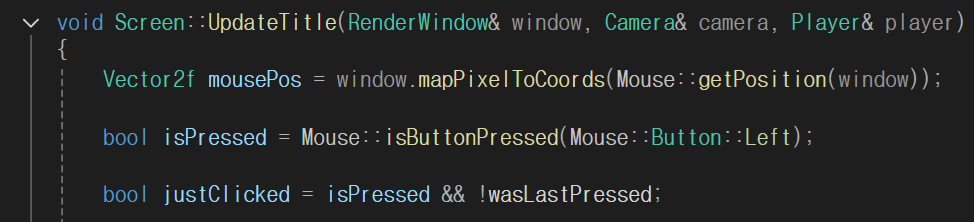 void Screen::UpdateTitle(RenderWindow& window, Camera& camera, Player& player)
{
Vector2f mousePos = window.mapPixelToCoords(Mouse::getPosition(window));
bool isPressed = Mouse::isButtonPressed(Mouse::Button::Left);
bool justClicked = isPressed && !wasLastPressed;